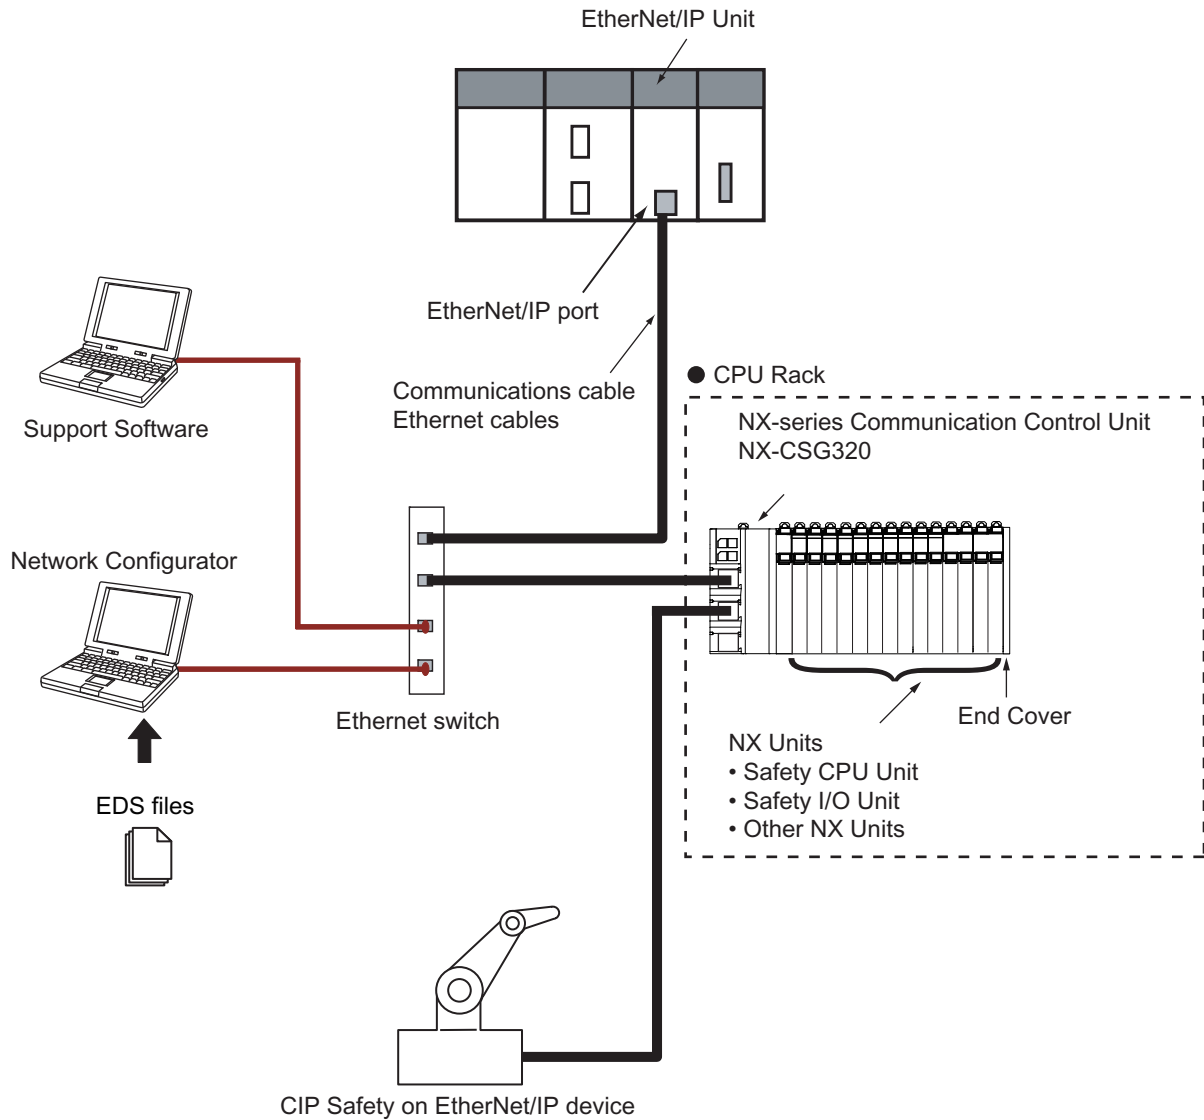 EtherNet/IP Unit
EtherNet/IP port
Communications cable
Ethernet cables
● CPU Rack
NX-series Communication Control Unit
NX-CSG320
Support Software
Network Configurator
Ethernet switch
End Cover
NX Units
• Safety CPU Unit
• Safety I/O Unit
• Other NX Units
EDS files
CIP Safety on EtherNet/IP device